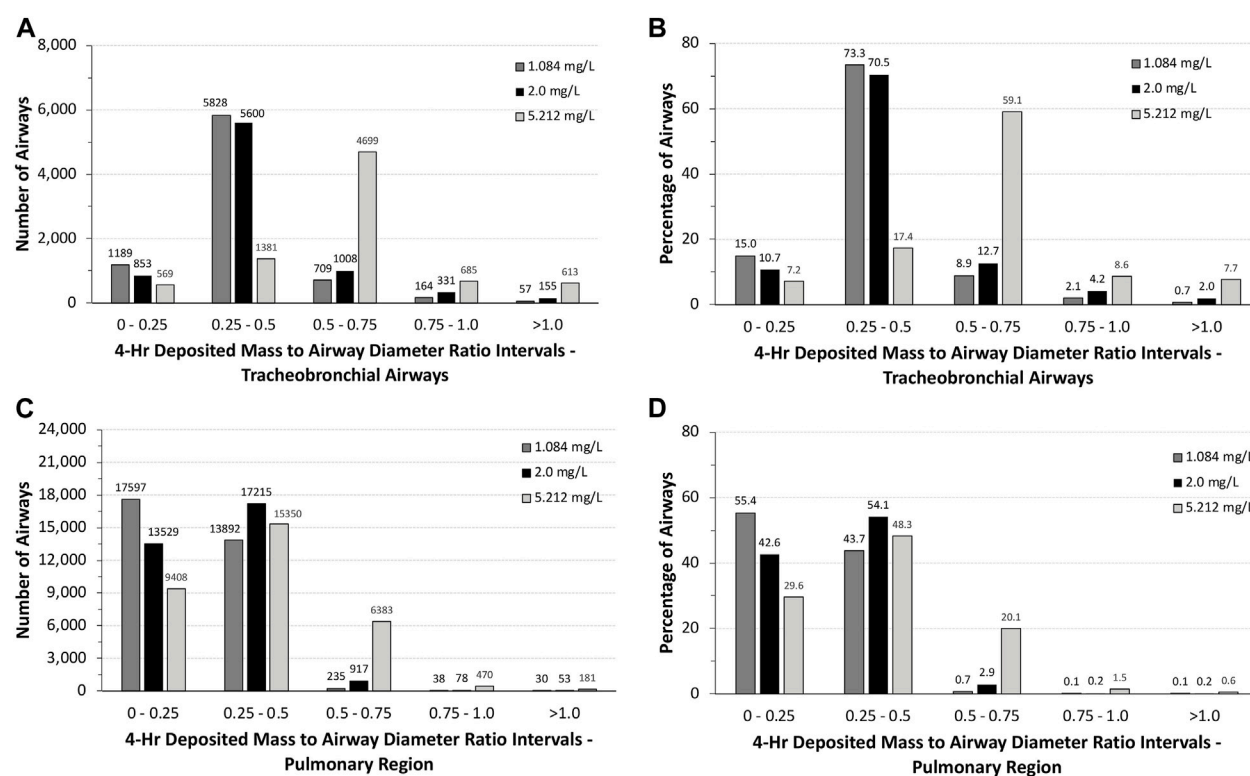 A
8,000
6,000
4,000
2,000
0
Number of Airways
1.084 mg/L
2.0 mg/L
5.212 mg/L
1189
853
569
5828
5600
1381
709
1008
4699
164
331
685
57
155
613
0 - 0.25
0.25 - 0.5
0.5 - 0.75
0.75 - 1.0
>1.0
4-Hr Deposited Mass to Airway Diameter Ratio Intervals -
Tracheobronchial Airways
B
80
60
40
20
0
Percentage of Airways
1.084 mg/L
2.0 mg/L
5.212 mg/L
15.0
10.7
7.2
73.3
70.5
17.4
8.9
12.7
59.1
2.1
4.2
8.6
0.7
2.0
7.7
0 - 0.25
0.25 - 0.5
0.5 - 0.75
0.75 - 1.0
>1.0
4-Hr Deposited Mass to Airway Diameter Ratio Intervals -
Tracheobronchial Airways
C
24,000
21,000
18,000
15,000
12,000
9,000
6,000
3,000
0
Number of Airways
1.084 mg/L
2.0 mg/L
5.212 mg/L
17597
13529
9408
13892
17215
15350
235
917
6383
38
78
470
30
53
181
0 - 0.25
0.25 - 0.5
0.5 - 0.75
0.75 - 1.0
>1.0
4-Hr Deposited Mass to Airway Diameter Ratio Intervals -
Pulmonary Region
D
80
60
40
20
0
Percentage of Airways
1.084 mg/L
2.0 mg/L
5.212 mg/L
55.4
42.6
29.6
43.7
54.1
48.3
0.7
2.9
20.1
0.1
0.2
1.5
0.1
0.2
0.6
0 - 0.25
0.25 - 0.5
0.5 - 0.75
0.75 - 1.0
>1.0
4-Hr Deposited Mass to Airway Diameter Ratio Intervals -
Pulmonary Region